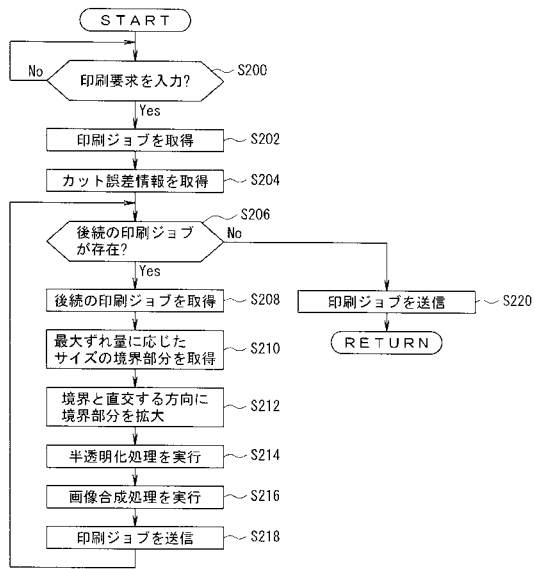 START
印刷要求を入力?
S200
No
Yes
印刷ジョブを取得
S202
カット誤差情報を取得
S204
後続の印刷ジョブ
が存在?
S206
No
Yes
後続の印刷ジョブを取得
S208
印刷ジョブを送信
S220
RETURN
最大ずれ量に応じた
サイズの境界部分を取得
S210
境界と直交する方向に
境界部分を拡大
S212
半透明化処理を実行
S214
画像合成処理を実行
S216
印刷ジョブを送信
S218